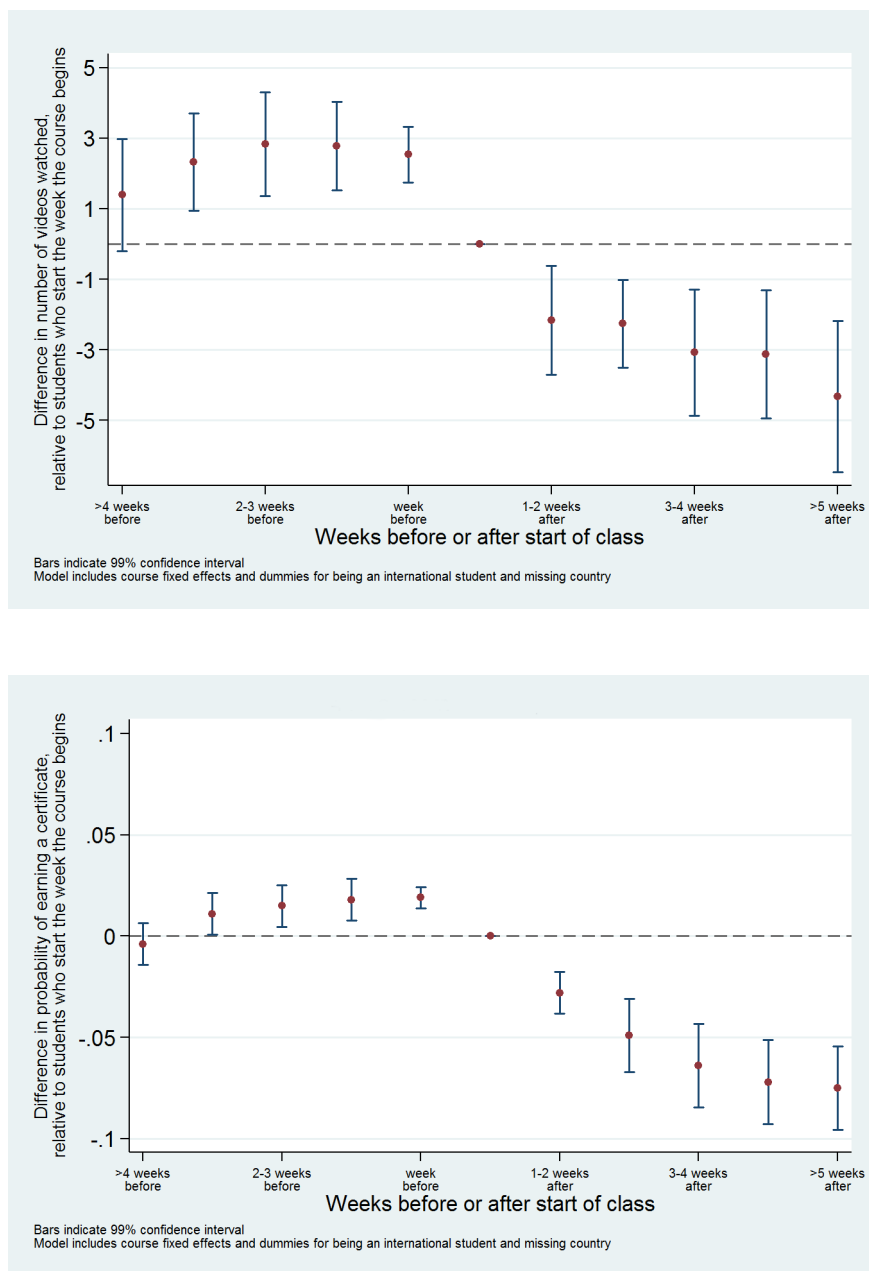 Difference in number of videos watched,
relative to students who start the week the course begins
5
3
1
-1
-3
-5
>4 weeks before
2-3 weeks before
week before
1-2 weeks after
3-4 weeks after
>5 weeks after
Weeks before or after start of class
Bars indicate 99% confidence interval
Model includes course fixed effects and dummies for being an international student and missing country
Difference in probability of earning a certificate,
relative to students who start the week the course begins
.1
.05
0
-.05
-.1
>4 weeks before
2-3 weeks before
week before
1-2 weeks after
3-4 weeks after
>5 weeks after
Weeks before or after start of class
Bars indicate 99% confidence interval
Model includes course fixed effects and dummies for being an international student and missing country